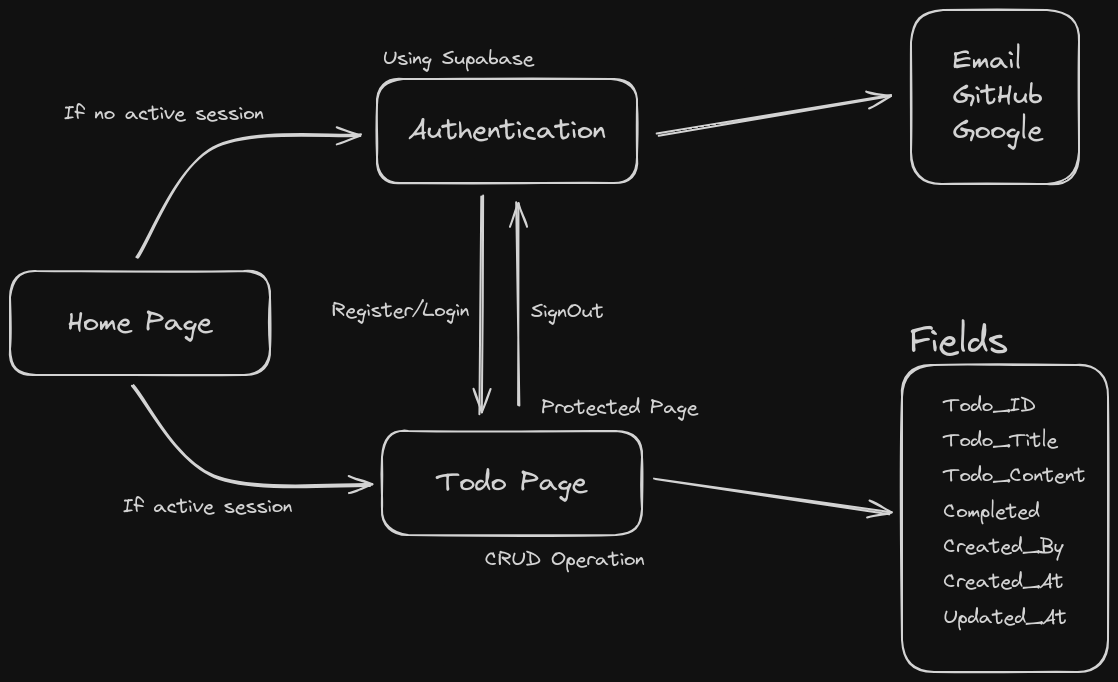 Using Supabase
If no active session
Authentication
Email
GitHub
Google
Home Page
Register/Login
SignOut
Protected Page
Todo Page
If active session
CRUD Operation
Fields
Todo_ID
Todo_Title
Todo_Content
Completed
Created_By
Created_At
Updated_At